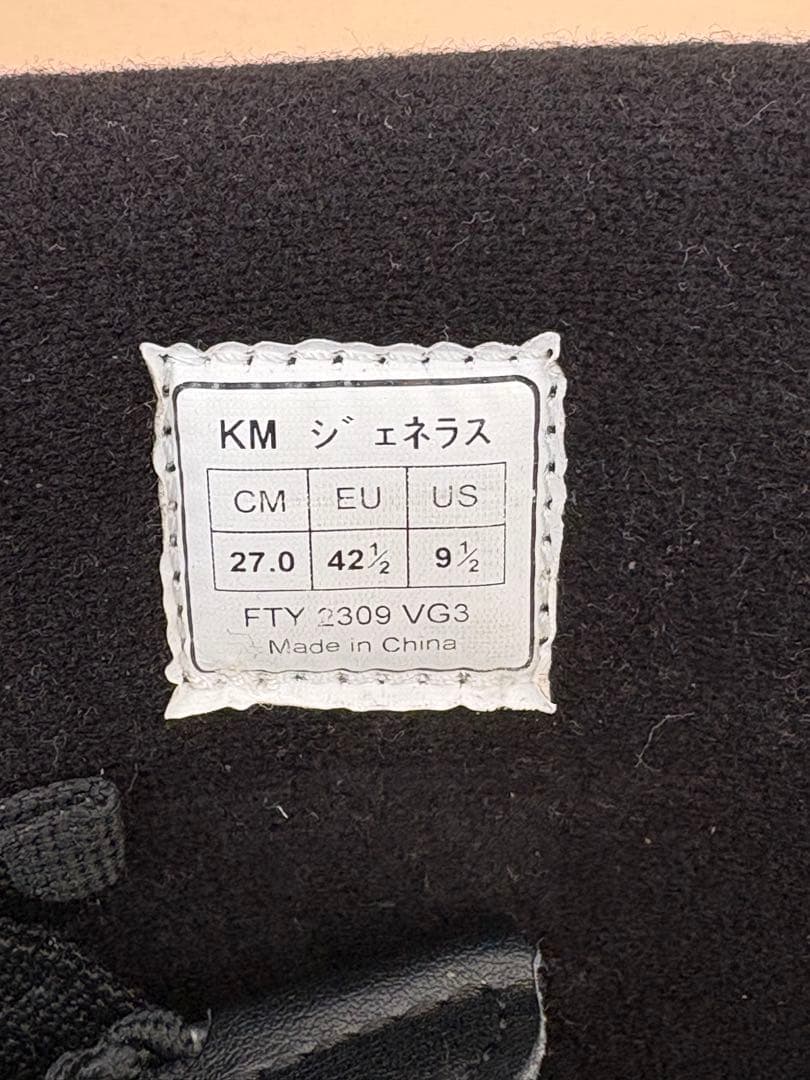 KM ジェネラス
CM EU US
27.0 42½ 9½
FTY 2309 VG3
Made in China